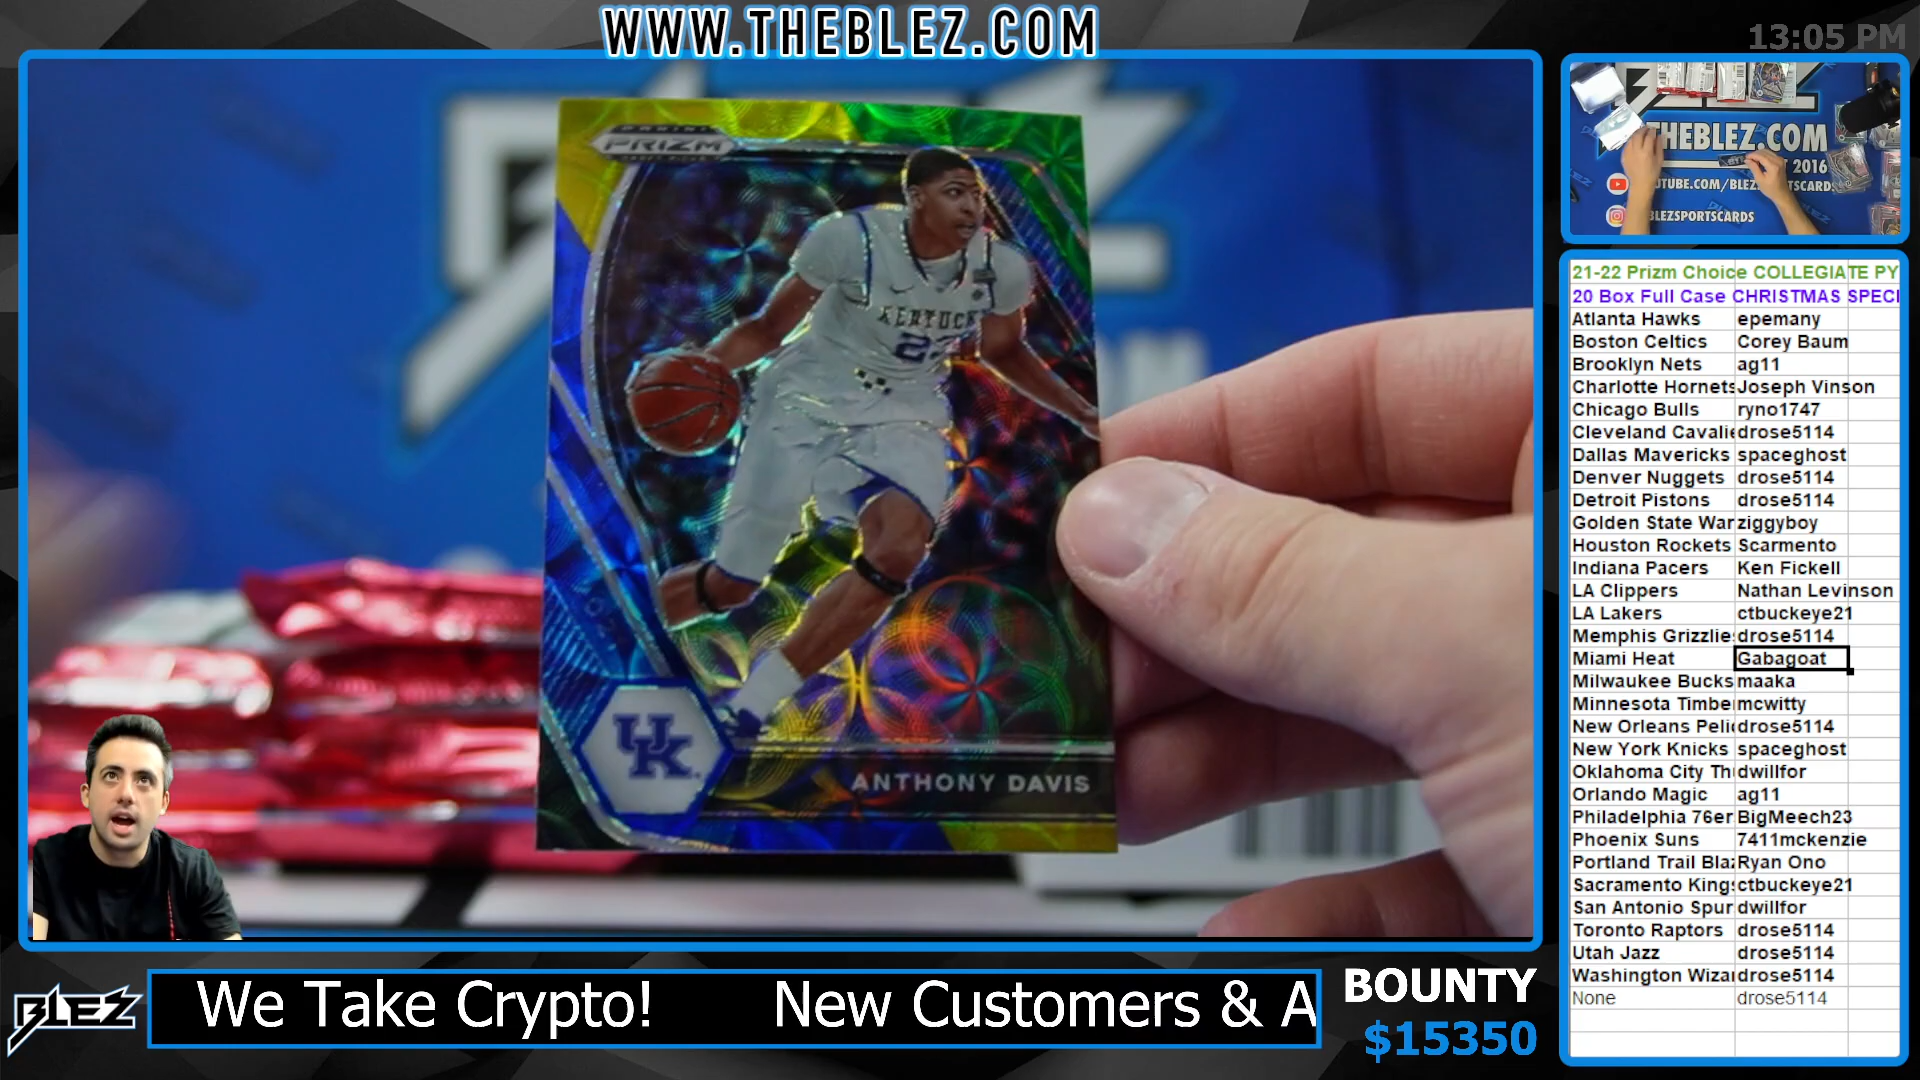 WWW.THEBLEZ.COM
13:05 PM
PANINI
PRIZM
KENTUCKY
23
UK
ANTHONY DAVIS
THEBLEZ.COM
2016
UTUBE.COM/BLEZSPORTSCARDS
BLEZSPORTSCARDS
21-22 Prizm Choice COLLEGIATE PY
20 Box Full Case CHRISTMAS SPECI
Atlanta Hawks epemany
Boston Celtics Corey Baum
Brooklyn Nets ag11
Charlotte Hornets Joseph Vinson
Chicago Bulls ryno1747
Cleveland Cavalie drose5114
Dallas Mavericks spaceghost
Denver Nuggets drose5114
Detroit Pistons drose5114
Golden State War ziggyboy
Houston Rockets Scarmento
Indiana Pacers Ken Fickell
LA Clippers Nathan Levinson
LA Lakers ctbuckeye21
Memphis Grizzlies drose5114
Miami Heat Gabagoat
Milwaukee Bucks maaka
Minnesota Timbe mcwitty
New Orleans Peli drose5114
New York Knicks spaceghost
Oklahoma City Th dwillfor
Orlando Magic ag11
Philadelphia 76er BigMeech23
Phoenix Suns 7411mckenzie
Portland Trail Blaz Ryan Ono
Sacramento Kings ctbuckeye21
San Antonio Spur dwillfor
Toronto Raptors drose5114
Utah Jazz drose5114
Washington Wiza drose5114
None drose5114
BLEZ
We Take Crypto! New Customers & A
BOUNTY
$15350